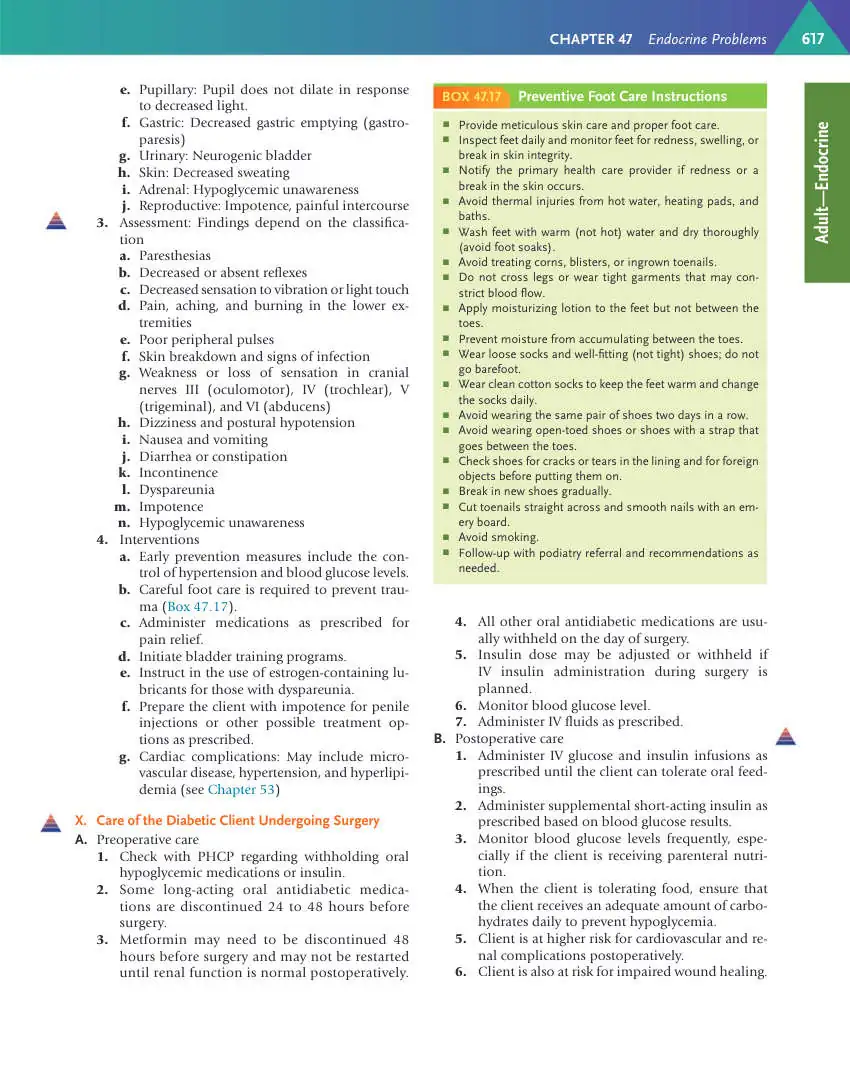 CHAPTER 47 Endocrine Problems 617
e. Pupillary: Pupil does not dilate in response
to decreased light.
f. Gastric: Decreased gastric emptying (gastro-
paresis)
g. Urinary: Neurogenic bladder
h. Skin: Decreased sweating
i. Adrenal: Hypoglycemic unawareness
j. Reproductive: Impotence, painful intercourse
3. Assessment: Findings depend on the classifica-
tion
a. Paresthesias
b. Decreased or absent reflexes
c. Decreased sensation to vibration or light touch
d. Pain, aching, and burning in the lower ex-
tremities
e. Poor peripheral pulses
f. Skin breakdown and signs of infection
g. Weakness or loss of sensation in cranial
nerves III (oculomotor), IV (trochlear), V
(trigeminal), and VI (abducens)
h. Dizziness and postural hypotension
i. Nausea and vomiting
j. Diarrhea or constipation
k. Incontinence
l. Dyspareunia
m. Impotence
n. Hypoglycemic unawareness
4. Interventions
a. Early prevention measures include the con-
trol of hypertension and blood glucose levels.
b. Careful foot care is required to prevent trau-
ma (Box 47.17).
c. Administer medications as prescribed for
pain relief.
d. Initiate bladder training programs.
e. Instruct in the use of estrogen-containing lu-
bricants for those with dyspareunia.
f. Prepare the client with impotence for penile
injections or other possible treatment op-
tions as prescribed.
g. Cardiac complications: May include micro-
vascular disease, hypertension, and hyperlipi-
demia (see Chapter 53)
X. Care of the Diabetic Client Undergoing Surgery
A. Preoperative care
1. Check with PHCP regarding withholding oral
hypoglycemic medications or insulin.
2. Some long-acting oral antidiabetic medica-
tions are discontinued 24 to 48 hours before
surgery.
3. Metformin may need to be discontinued 48
hours before surgery and may not be restarted
until renal function is normal postoperatively.
BOX 47.17 Preventive Foot Care Instructions
■ Provide meticulous skin care and proper foot care.
■ Inspect feet daily and monitor feet for redness, swelling, or
break in skin integrity.
■ Notify the primary health care provider if redness or a
break in the skin occurs.
■ Avoid thermal injuries from hot water, heating pads, and
baths.
■ Wash feet with warm (not hot) water and dry thoroughly
(avoid foot soaks).
■ Avoid treating corns, blisters, or ingrown toenails.
■ Do not cross legs or wear tight garments that may con-
strict blood flow.
■ Apply moisturizing lotion to the feet but not between the
toes.
■ Prevent moisture from accumulating between the toes.
■ Wear loose socks and well-fitting (not tight) shoes; do not
go barefoot.
■ Wear clean cotton socks to keep the feet warm and change
the socks daily.
■ Avoid wearing the same pair of shoes two days in a row.
■ Avoid wearing open-toed shoes or shoes with a strap that
goes between the toes.
■ Check shoes for cracks or tears in the lining and for foreign
objects before putting them on.
■ Break in new shoes gradually.
■ Cut toenails straight across and smooth nails with an em-
ery board.
■ Avoid smoking.
■ Follow-up with podiatry referral and recommendations as
needed.
4. All other oral antidiabetic medications are usu-
ally withheld on the day of surgery.
5. Insulin dose may be adjusted or withheld if
IV insulin administration during surgery is
planned.
6. Monitor blood glucose level.
7. Administer IV fluids as prescribed.
B. Postoperative care
1. Administer IV glucose and insulin infusions as
prescribed until the client can tolerate oral feed-
ings.
2. Administer supplemental short-acting insulin as
prescribed based on blood glucose results.
3. Monitor blood glucose levels frequently, espe-
cially if the client is receiving parenteral nutri-
tion.
4. When the client is tolerating food, ensure that
the client receives an adequate amount of carbo-
hydrates daily to prevent hypoglycemia.
5. Client is at higher risk for cardiovascular and re-
nal complications postoperatively.
6. Client is also at risk for impaired wound healing.
Adult—Endocrine